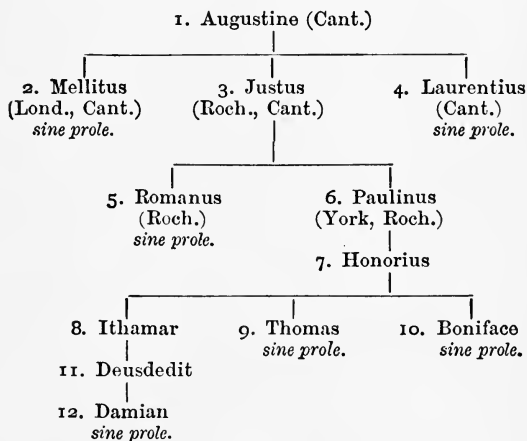 1. Augustine (Cant.)
2. Mellitus 3. Justus 4. Laurentius
(Lond., Cant.) (Roch., Cant.) (Cant.)
sine prole. sine prole.
5. Romanus 6. Paulinus
(Roch.) (York, Roch.)
sine prole.
7. Honorius
8. Ithamar 9. Thomas 10. Boniface
sine prole. sine prole.
11. Deusdedit
12. Damian
sine prole.